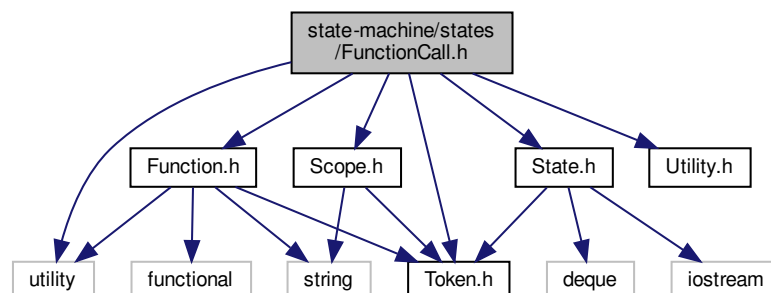 state-machine/states
/FunctionCall.h
Function.h
Scope.h
State.h
Utility.h
utility
functional
string
Token.h
deque
iostream